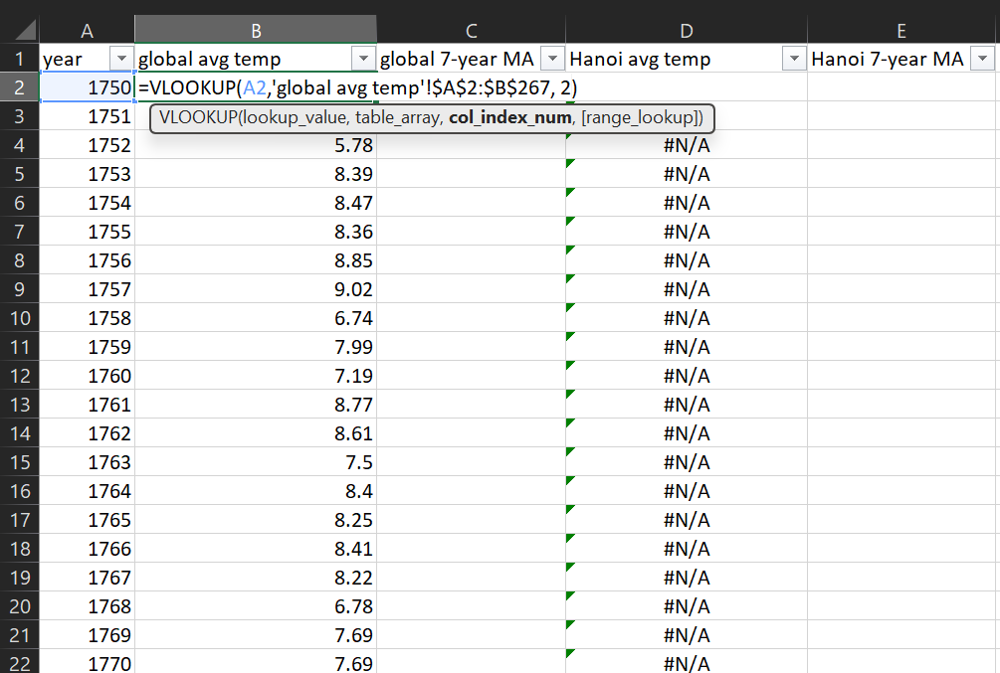 A B C D E
1 year global avg temp global 7-year MA Hanoi avg temp Hanoi 7-year MA
2 1750 =VLOOKUP(A2,'global avg temp'!$A$2:$B$267, 2)
3 1751 VLOOKUP(lookup_value, table_array, col_index_num, [range_lookup])
4 1752 5.78 #N/A
5 1753 8.39 #N/A
6 1754 8.47 #N/A
7 1755 8.36 #N/A
8 1756 8.85 #N/A
9 1757 9.02 #N/A
10 1758 6.74 #N/A
11 1759 7.99 #N/A
12 1760 7.19 #N/A
13 1761 8.77 #N/A
14 1762 8.61 #N/A
15 1763 7.5 #N/A
16 1764 8.4 #N/A
17 1765 8.25 #N/A
18 1766 8.41 #N/A
19 1767 8.22 #N/A
20 1768 6.78 #N/A
21 1769 7.69 #N/A
22 1770 7.69 #N/A